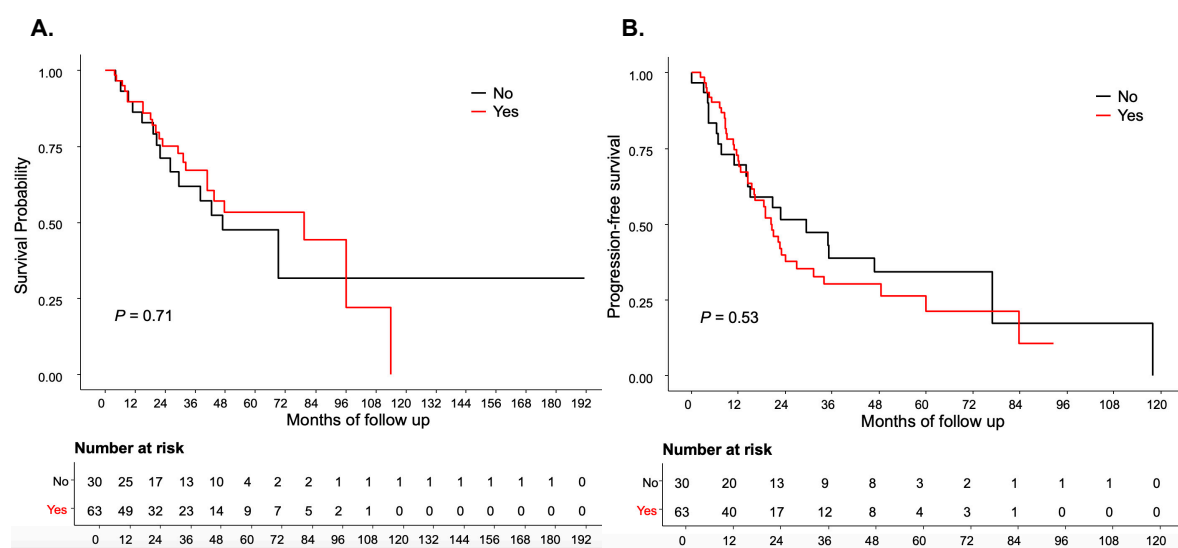 A.
1.00
0.75
0.50
0.25
0.00
Survival Probability
No
Yes
P = 0.71
0 12 24 36 48 60 72 84 96 108 120 132 144 156 168 180 192
Months of follow up
Number at risk
No 30 25 17 13 10 4 2 2 1 1 1 1 1 1 1 1 0
Yes 63 49 32 23 14 9 7 5 2 1 0 0 0 0 0 0 0
0 12 24 36 48 60 72 84 96 108 120 132 144 156 168 180 192
B.
1.00
0.75
0.50
0.25
0.00
Progression-free survival
No
Yes
P = 0.53
0 12 24 36 48 60 72 84 96 108 120
Months of follow up
Number at risk
No 30 20 13 9 8 3 2 1 1 1 0
Yes 63 40 17 12 8 4 3 1 0 0 0
0 12 24 36 48 60 72 84 96 108 120